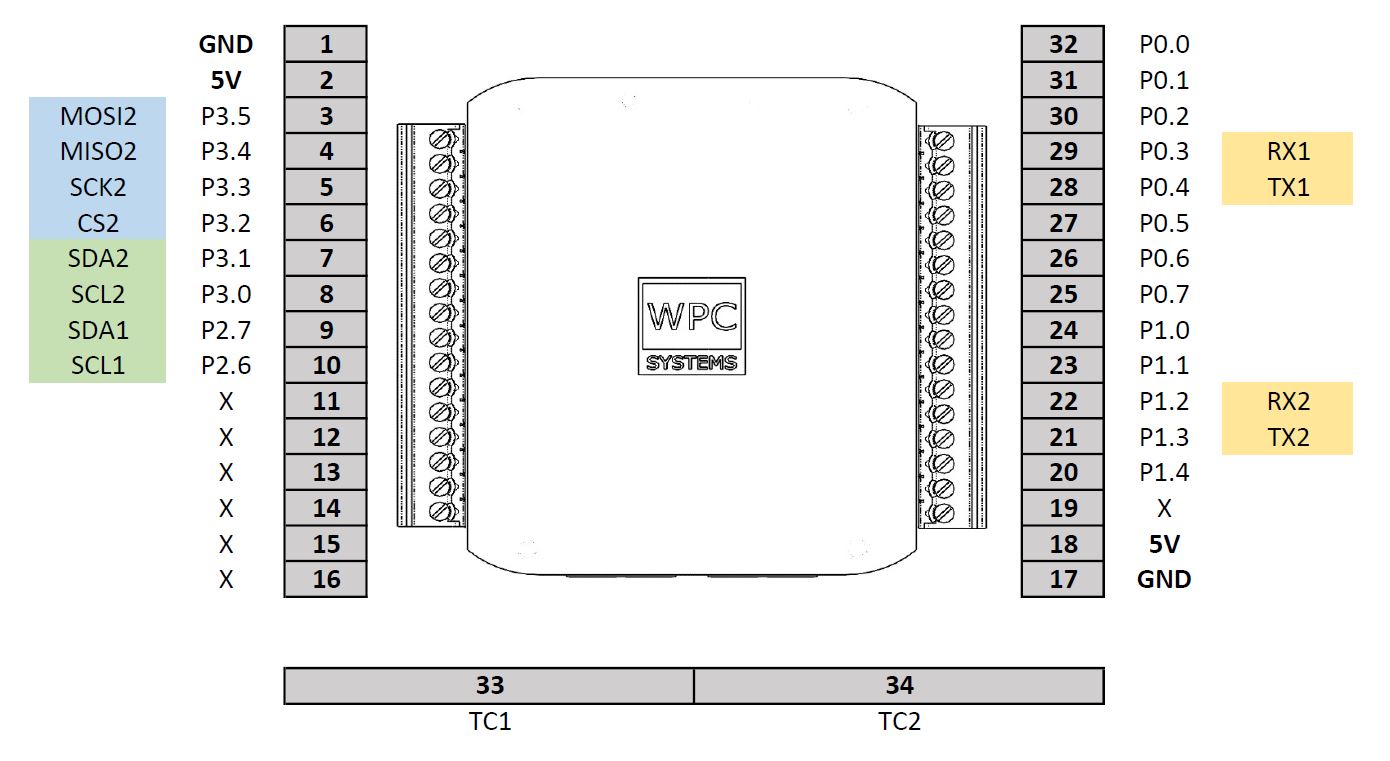 GND 1 32 P0.0
5V 2 31 P0.1
MOSI2 P3.5 3 30 P0.2
MISO2 P3.4 4 29 P0.3 RX1
SCK2 P3.3 5 28 P0.4 TX1
CS2 P3.2 6 27 P0.5
SDA2 P3.1 7 26 P0.6
SCL2 P3.0 8 25 P0.7
WPC
SDA1 P2.7 9 24 P1.0
SYSTEMS
SCL1 P2.6 10 23 P1.1
X 11 22 P1.2 RX2
X 12 21 P1.3 TX2
X 13 20 P1.4
X 14 19 X
X 15 18 5V
X 16 17 GND
33 34
TC1 TC2